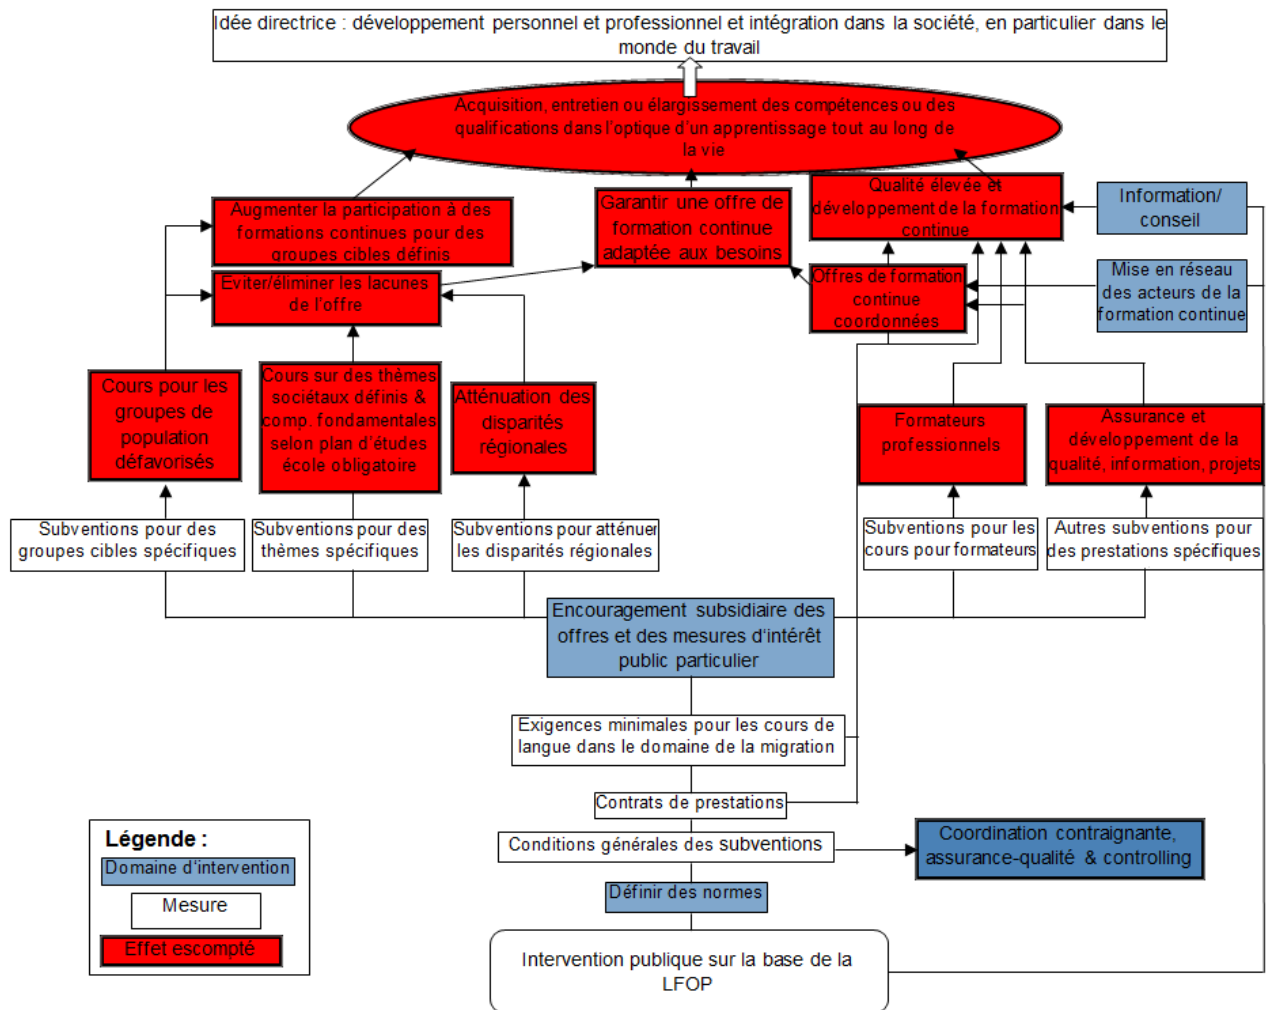 Idée directrice : développement personnel et professionnel et intégration dans la société, en particulier dans le
monde du travail
Acquisition, entretien ou élargissement des compétences ou des
qualifications dans l'optique d'un apprentissage tout au long de
la vie
Augmenter la participation à des
formations continues pour des
groupes cibles définis
Garantir une offre de
formation continue
adaptée aux besoins
Qualité élevée et
développement de la formation
continue
Information/
conseil
Eviter/éliminer les lacunes
de l'offre
Offres de formation
continue
coordonnées
Mise en réseau
des acteurs de la
formation continue
Cours pour les
groupes de
population
défavorisés
Cours sur des thèmes
sociétaux définis &
comp. fondamentales
selon plan d'études
école obligatoire
Atténuation des
disparités
régionales
Formateurs
professionnels
Assurance et
développement de la
qualité, information, projets
Subventions pour des
groupes cibles spécifiques
Subventions pour des
thèmes spécifiques
Subventions pour atténuer
les disparités régionales
Subventions pour les
cours pour formateurs
Autres subventions pour
des prestations spécifiques
Encouragement subsidiaire des
offres et des mesures d'intérêt
public particulier
Exigences minimales pour les cours de
langue dans le domaine de la migration
Contrats de prestations
Conditions générales des subventions
Coordination contraignante,
assurance-qualité & controlling
Définir des normes
Intervention publique sur la base de la
LFOP
Légende :
Domaine d'intervention
Mesure
Effet escompté